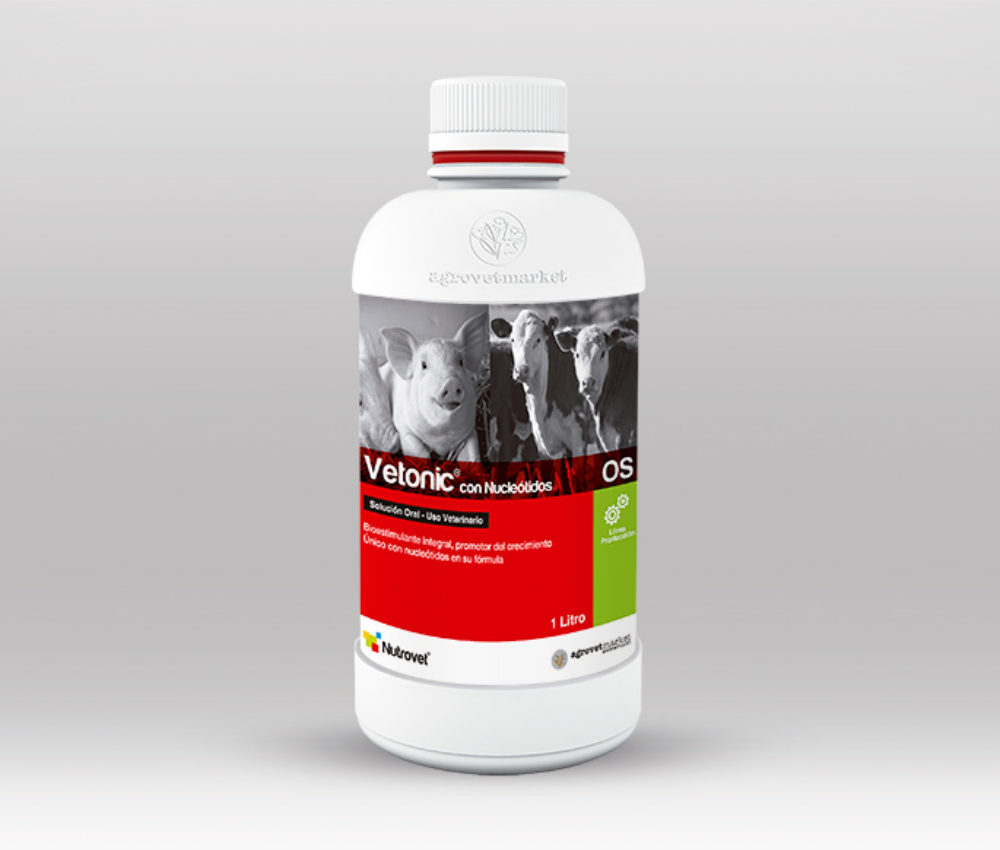 agrovetmarket
Vetonic® con Nucleótidos
OS
Solución Oral - Uso Veterinario
Bioestimulante integral, promotor del crecimiento
Único con nucleótidos en su fórmula
Línea
1 Litro
Nutrovet®
agrovetmarket